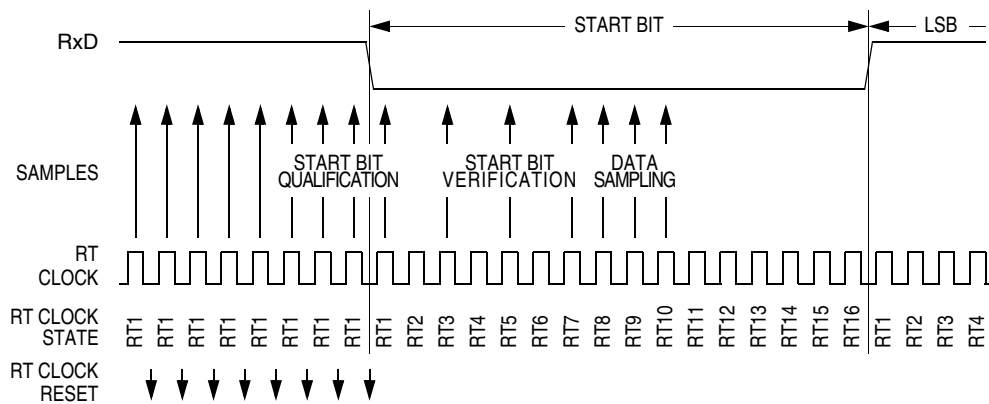 START BIT
LSB
RxD
SAMPLES
START BIT QUALIFICATION
START BIT VERIFICATION
DATA SAMPLING
RT CLOCK
RT CLOCK STATE
RT1 RT1 RT1 RT1 RT1 RT1 RT1 RT1 RT1 RT2 RT3 RT4 RT5 RT6 RT7 RT8 RT9 RT10 RT11 RT12 RT13 RT14 RT15 RT16 RT1 RT2 RT3 RT4
RT CLOCK RESET